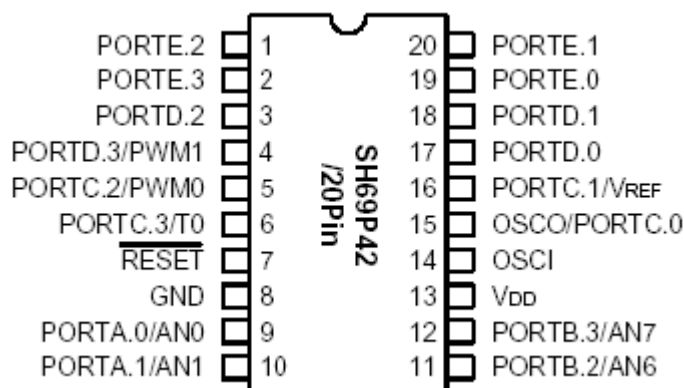 PORTE.2 1 20 PORTE.1
PORTE.3 2 19 PORTE.0
PORTD.2 3 18 PORTD.1
PORTD.3/PWM1 4 17 PORTD.0
PORTC.2/PWM0 5 16 PORTC.1/VREF
PORTC.3/T0 6 15 OSCO/PORTC.0
RESET 7 14 OSCI
GND 8 13 VDD
PORTA.0/AN0 9 12 PORTB.3/AN7
PORTA.1/AN1 10 11 PORTB.2/AN6
SH69P42
/20Pin